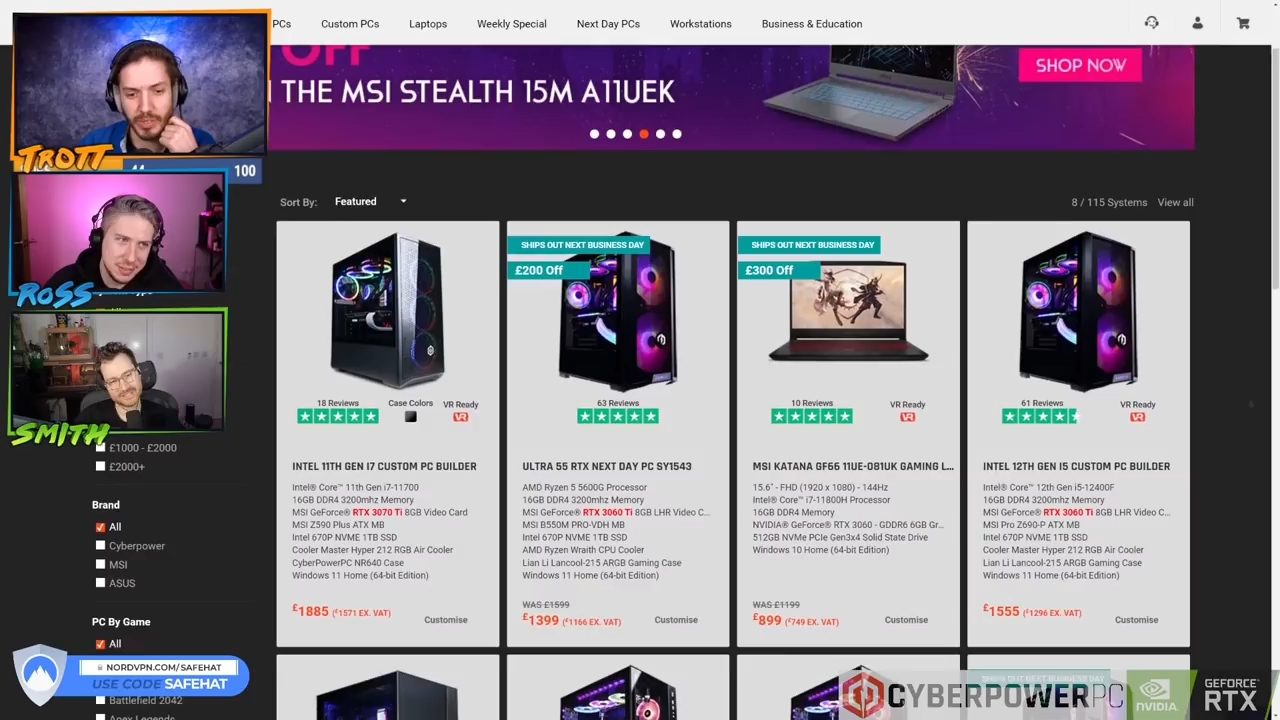 PCs
Custom PCs
Laptops
Weekly Special
Next Day PCs
Workstations
Business & Education
OFF
THE MSI STEALTH 15M A11UEK
SHOP NOW
TROTT
100
ROSS
SMITH
Sort By:
Featured
8 / 115 Systems
View all
18 Reviews
Case Colors
VR Ready
VR
INTEL 11TH GEN I7 CUSTOM PC BUILDER
Intel® Core™ 11th Gen i7-11700
16GB DDR4 3200mhz Memory
MSI GeForce® RTX 3070 Ti 8GB Video Card
MSI Z590 Plus ATX MB
Intel 670P NVME 1TB SSD
Cooler Master Hyper 212 RGB Air Cooler
CyberPowerPC NR640 Case
Windows 11 Home (64-bit Edition)
£1885 (£1571 EX. VAT)
Customise
SHIPS OUT NEXT BUSINESS DAY
£200 Off
63 Reviews
ULTRA 55 RTX NEXT DAY PC SY1543
AMD Ryzen 5 5600G Processor
16GB DDR4 3200mhz Memory
MSI GeForce® RTX 3060 Ti 8GB LHR Video C...
MSI B550M PRO-VDH MB
Intel 670P NVME 1TB SSD
AMD Ryzen Wraith CPU Cooler
Lian Li Lancool-215 ARGB Gaming Case
Windows 11 Home (64-bit Edition)
WAS £1599
£1399 (£1166 EX. VAT)
Customise
SHIPS OUT NEXT BUSINESS DAY
£300 Off
10 Reviews
VR Ready
VR
MSI KATANA GF66 11UE-081UK GAMING L...
15.6" - FHD (1920 x 1080) - 144Hz
Intel® Core™ i7-11800H Processor
16GB DDR4 Memory
NVIDIA® GeForce® RTX 3060 - GDDR6 6GB Gr...
512GB NVMe PCIe Gen3x4 Solid State Drive
Windows 10 Home (64-bit Edition)
WAS £1199
£899 (£749 EX. VAT)
Customise
61 Reviews
VR Ready
VR
INTEL 12TH GEN I5 CUSTOM PC BUILDER
Intel® Core™ 12th Gen i5-12400F
16GB DDR4 3200mhz Memory
MSI GeForce® RTX 3060 Ti 8GB LHR Video C...
MSI Pro Z690-P ATX MB
Intel 670P NVME 1TB SSD
Cooler Master Hyper 212 RGB Air Cooler
Lian Li Lancool-215 ARGB Gaming Case
Windows 11 Home (64-bit Edition)
£1555 (£1296 EX. VAT)
Customise
£1000 - £2000
£2000+
Brand
All
Cyberpower
MSI
ASUS
PC By Game
All
NORDVPN.COM/SAFEHAT
USE CODE SAFEHAT
Battlefield 2042
Apex Legends
SHIPS OUT NEXT BUSINESS DAY
CYBERPOWERPC
NVIDIA
GEFORCE
RTX